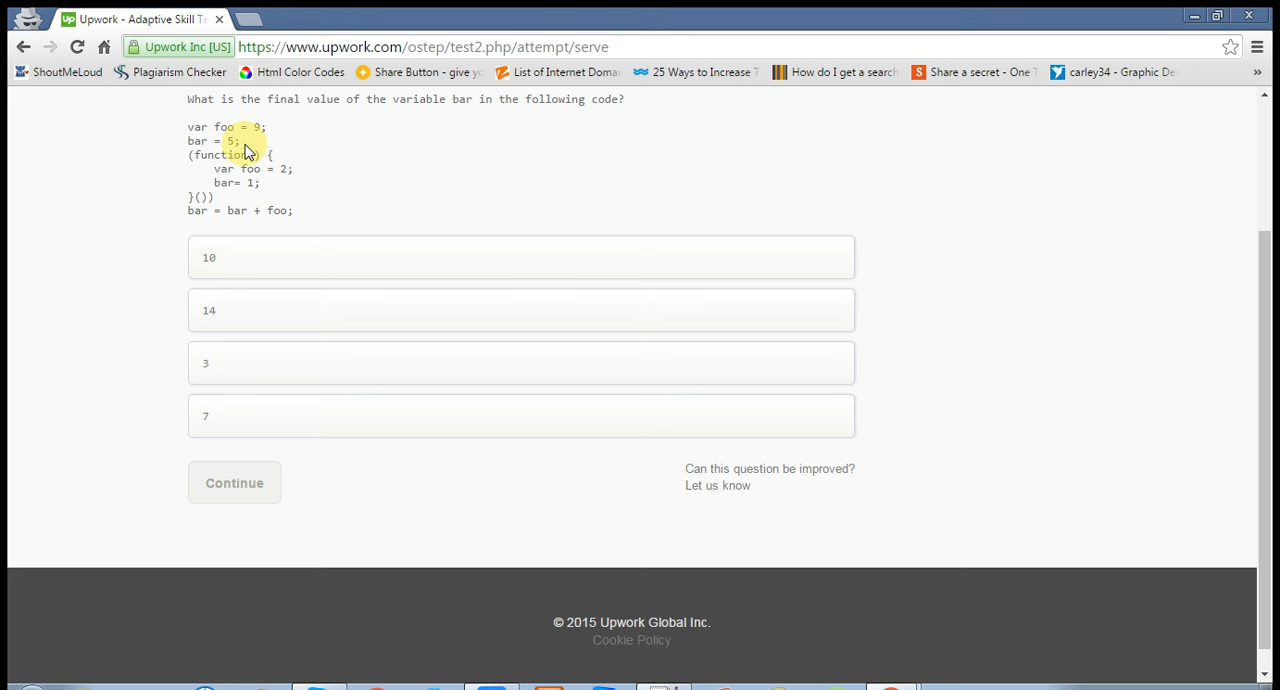 Upwork - Adaptive Skill Te
Upwork Inc [US] https://www.upwork.com/ostep/test2.php/attempt/serve
ShoutMeLoud Plagiarism Checker Html Color Codes Share Button - give yo List of Internet Domai 25 Ways to Increase T How do I get a search Share a secret - One T carley34 - Graphic De
What is the final value of the variable bar in the following code?
var foo = 9;
bar = 5;
(function() {
var foo = 2;
bar= 1;
}())
bar = bar + foo;
10
14
3
7
Continue
Can this question be improved?
Let us know
© 2015 Upwork Global Inc.
Cookie Policy